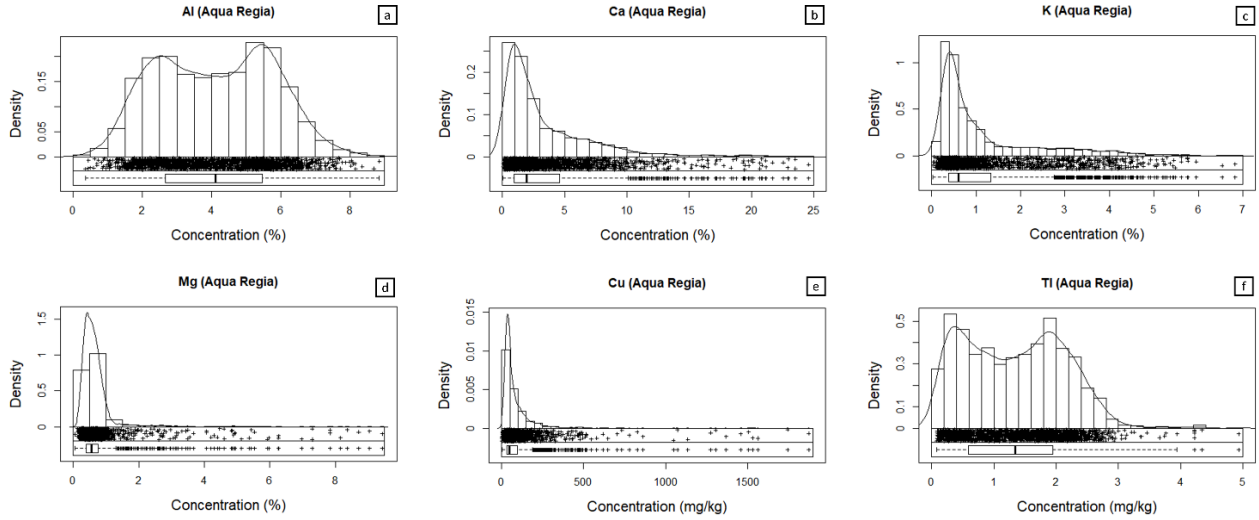 Al (Aqua Regia)
a
Density
0 0.05 0.15
0 2 4 6 8
Concentration (%)
Ca (Aqua Regia)
b
Density
0 0.1 0.2
0 5 10 15 20 25
Concentration (%)
K (Aqua Regia)
c
Density
0 0.5 1
0 1 2 3 4 5 6 7
Concentration (%)
Mg (Aqua Regia)
d
Density
0 0.5 1 1.5
0 2 4 6 8
Concentration (%)
Cu (Aqua Regia)
e
Density
0 0.005 0.01 0.015
0 500 1000 1500
Concentration (mg/kg)
Tl (Aqua Regia)
f
Density
0 0.1 0.3 0.5
0 1 2 3 4 5
Concentration (mg/kg)